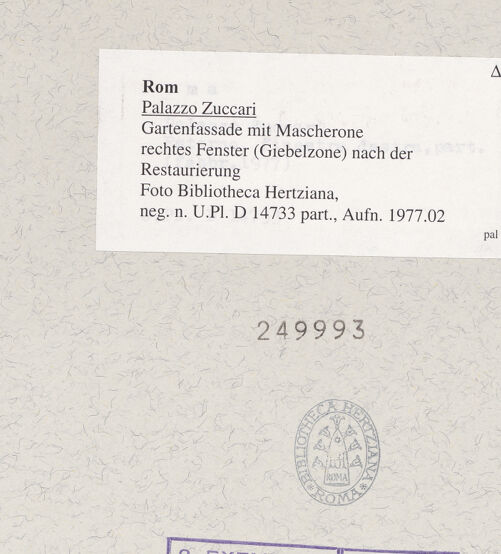 Δ
Rom
Palazzo Zuccari
Gartenfassade mit Mascherone
rechtes Fenster (Giebelzone) nach der
Restaurierung
Foto Bibliotheca Hertziana,
neg. n. U.Pl. D 14733 part., Aufn. 1977.02
pal
249993
BIBLIOTHECA HERTZIANA
ROMA
ROMA